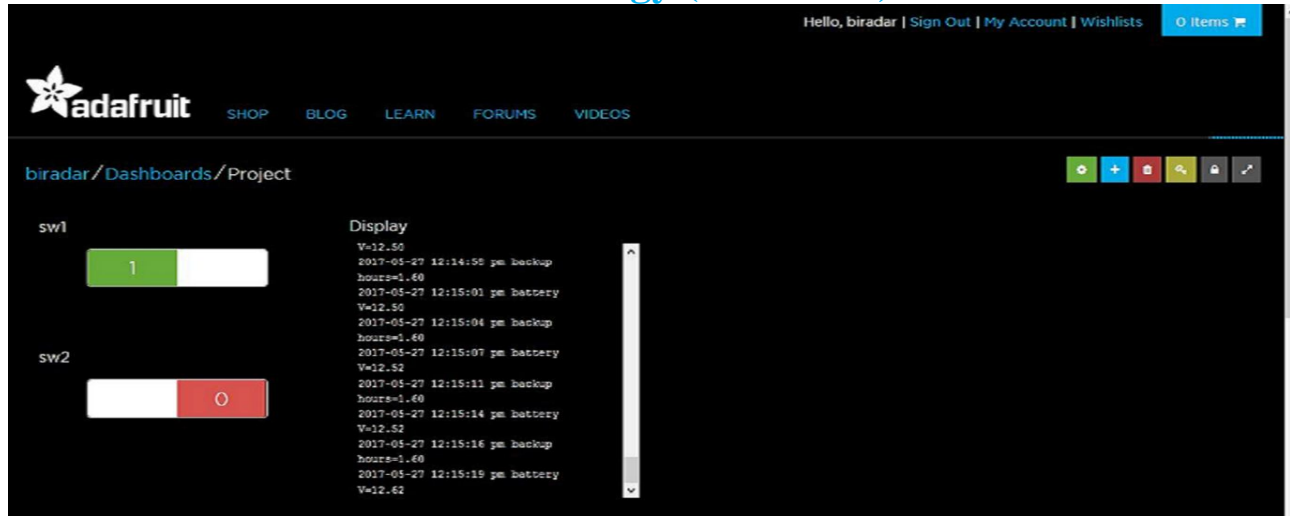 Hello, biradar | Sign Out | My Account | Wishlists 0 Items
adafruit SHOP BLOG LEARN FORUMS VIDEOS
biradar/Dashboards/Project
sw1
1
sw2
0
Display
V=12.50
2017-05-27 12:14:58 pm backup
hours=1.60
2017-05-27 12:15:01 pm battery
V=12.50
2017-05-27 12:15:04 pm backup
hours=1.60
2017-05-27 12:15:07 pm battery
V=12.52
2017-05-27 12:15:11 pm backup
hours=1.60
2017-05-27 12:15:14 pm battery
V=12.52
2017-05-27 12:15:16 pm backup
hours=1.60
2017-05-27 12:15:19 pm battery
V=12.62